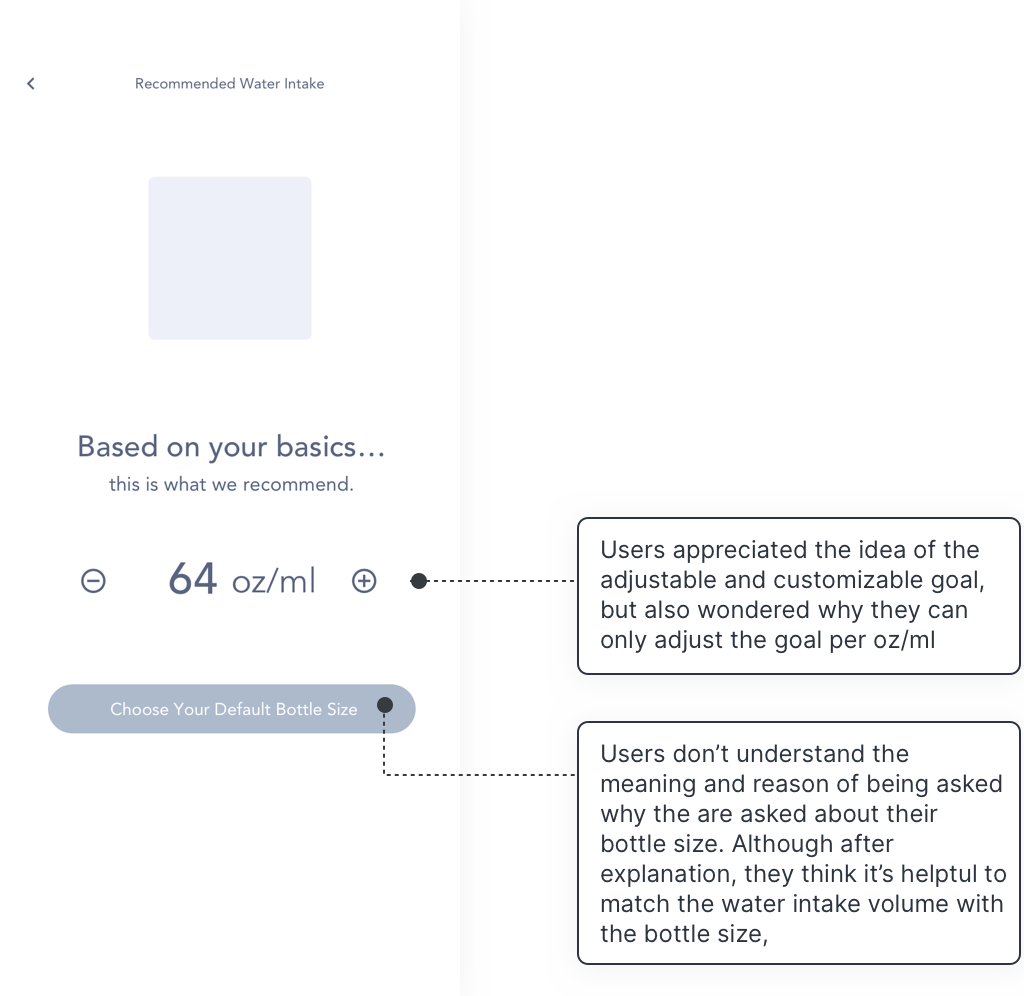 Recommended Water Intake
Based on your basics...
this is what we recommend.
64 oz/ml
Choose Your Default Bottle Size
Users appreciated the idea of the
adjustable and customizable goal,
but also wondered why they can
only adjust the goal per oz/ml
Users don’t understand the
meaning and reason of being asked
why the are asked about their
bottle size. Although after
explanation, they think it’s helptul to
match the water intake volume with
the bottle size,